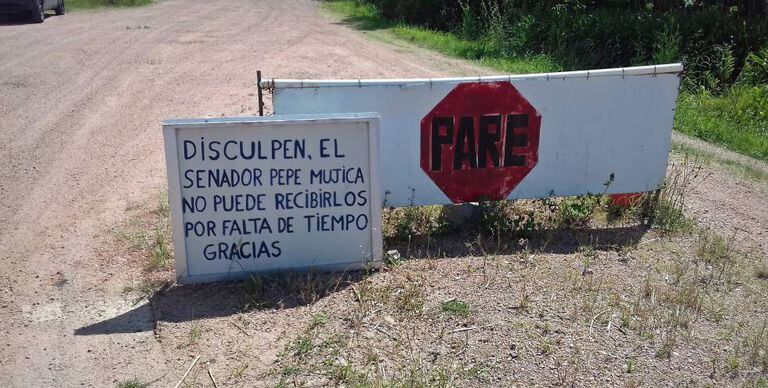 DISCULPEN, EL
SENADOR PEPE MUJICA
NO PUEDE RECIBIRLOS
POR FALTA DE TIEMPO
GRACIAS
PARE